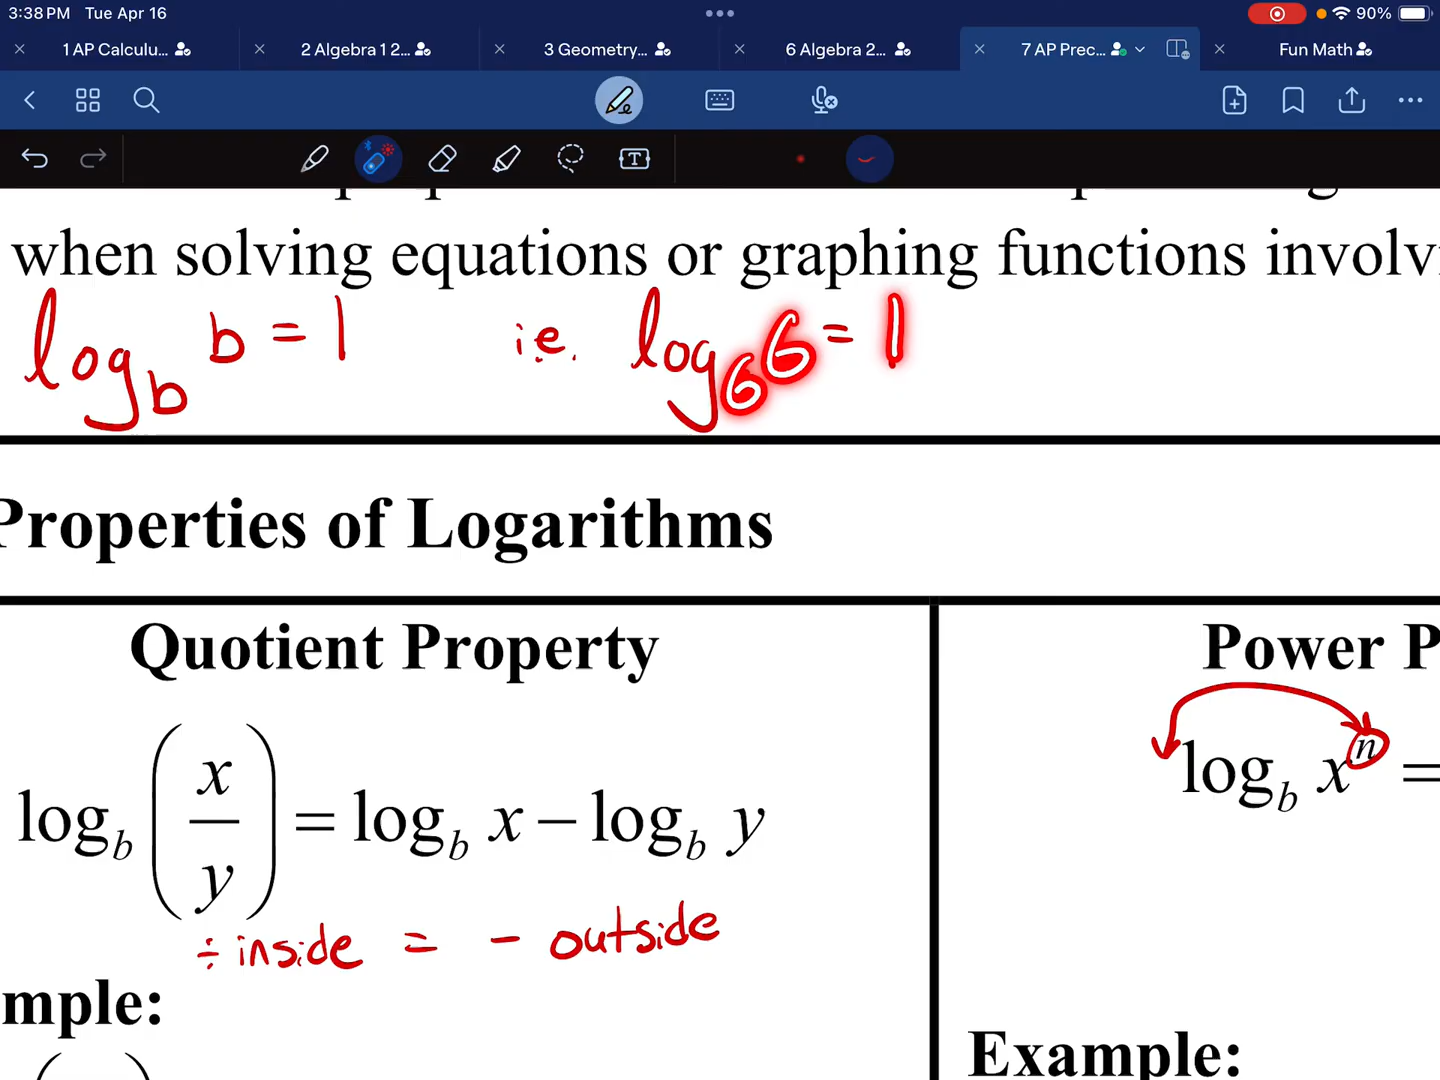 3:38 PM Tue Apr 16 90%
1 AP Calculu... 2 Algebra 1 2... 3 Geometry... 6 Algebra 2... 7 AP Prec... Fun Math
T
when solving equations or graphing functions involv
log_b b = 1 i.e. log_6 6 = 1
Properties of Logarithms
Quotient Property
Power P
log_b (x/y) = log_b x − log_b y
log_b x^n =
÷ inside = - outside
mple:
Example: